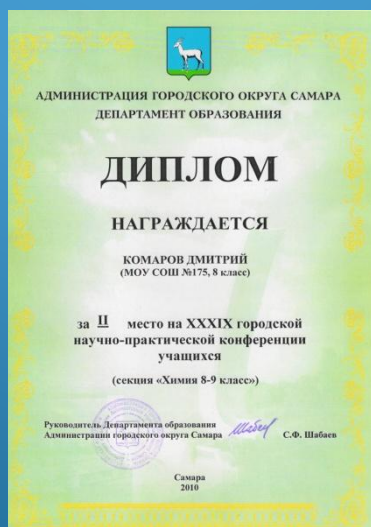 АДМИНИСТРАЦИЯ ГОРОДСКОГО ОКРУГА САМАРА
ДЕПАРТАМЕНТ ОБРАЗОВАНИЯ
ДИПЛОМ
НАГРАЖДАЕТСЯ
КОМАРОВ ДМИТРИЙ
(МОУ СОШ №175, 8 класс)
за II место на XXXIX городской
научно-практической конференции
учащихся
(секция «Химия 8-9 класс»)
Руководитель Департамента образования
Администрации городского округа Самара С.Ф. Шабаев
Самара
2010